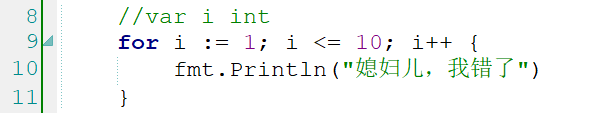 8 //var i int
9 for i := 1; i <= 10; i++ {
10 fmt.Println("媳妇儿，我错了")
11 }